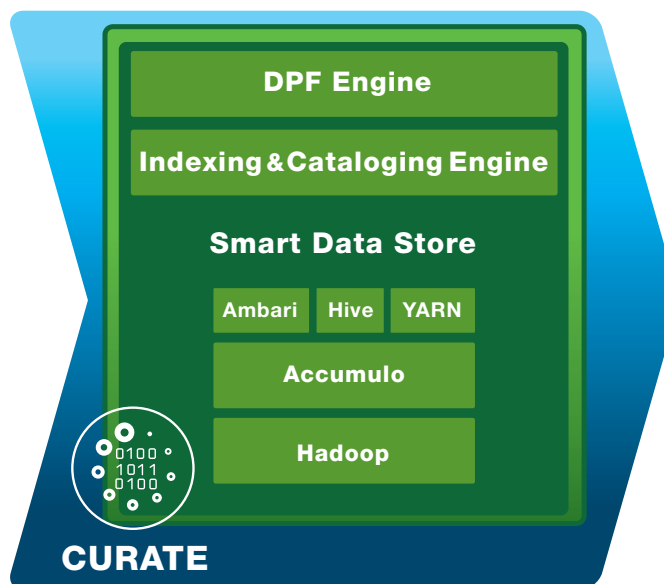 DPF Engine
Indexing & Cataloging Engine
Smart Data Store
Ambari Hive YARN
Accumulo
Hadoop
0100
1011
0100
CURATE